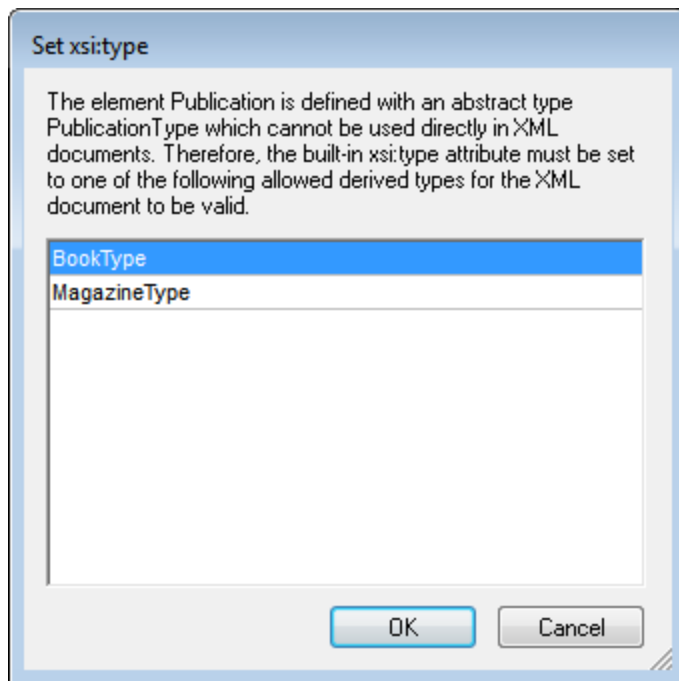 Set xsi:type
The element Publication is defined with an abstract type
PublicationType which cannot be used directly in XML
documents. Therefore, the built-in xsi:type attribute must be set
to one of the following allowed derived types for the XML
document to be valid.
BookType
MagazineType
OK Cancel